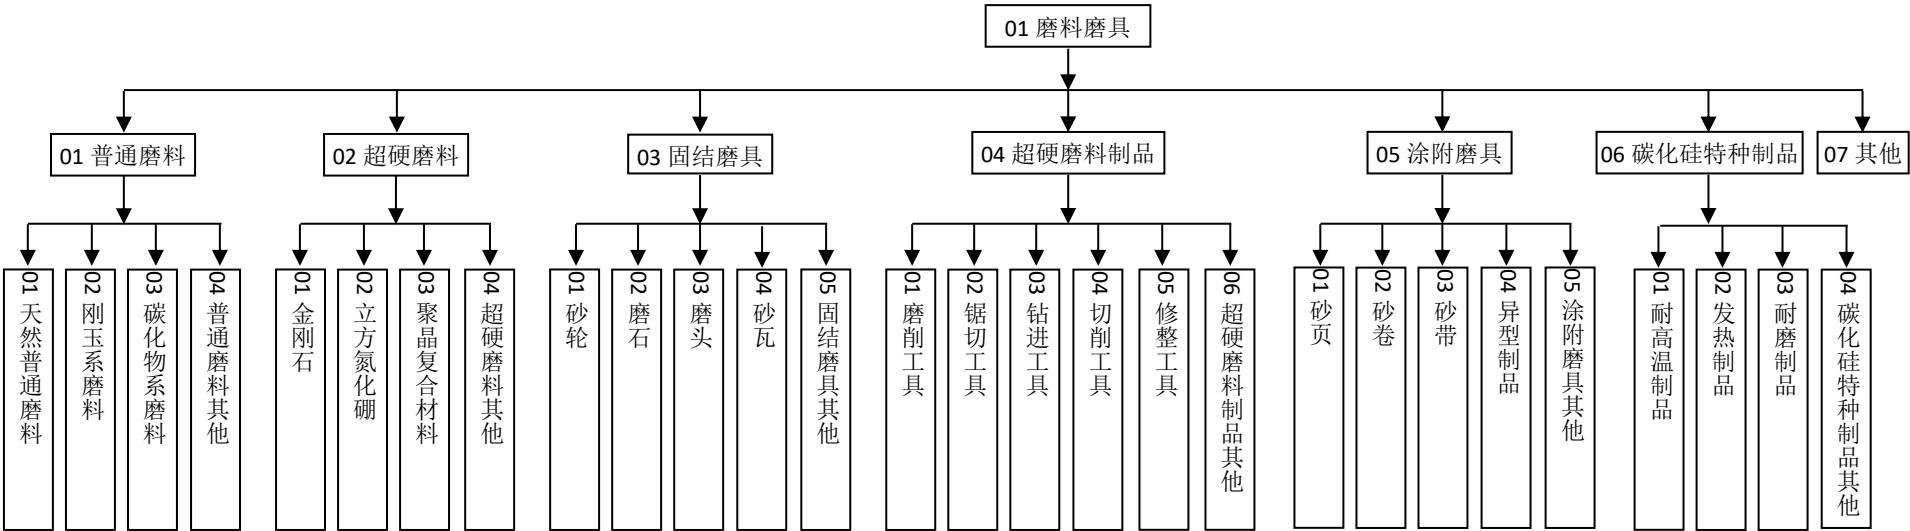 01 磨料磨具
01 普通磨料
02 超硬磨料
03 固结磨具
04 超硬磨料制品
05 涂附磨具
06 碳化硅特种制品
07 其他
01 天然普通磨料
02 刚玉系磨料
03 碳化物系磨料
04 普通磨料其他
01 金刚石
02 立方氮化硼
03 聚晶复合材料
04 超硬磨料其他
01 砂轮
02 磨石
03 磨头
04 砂瓦
05 固结磨具其他
01 磨削工具
02 锯切工具
03 钻进工具
04 切削工具
05 修整工具
06 超硬磨料制品其他
01 砂页
02 砂卷
03 砂带
04 异型制品
05 涂附磨具其他
01 耐高温制品
02 发热制品
03 耐磨制品
04 碳化硅特种制品其他